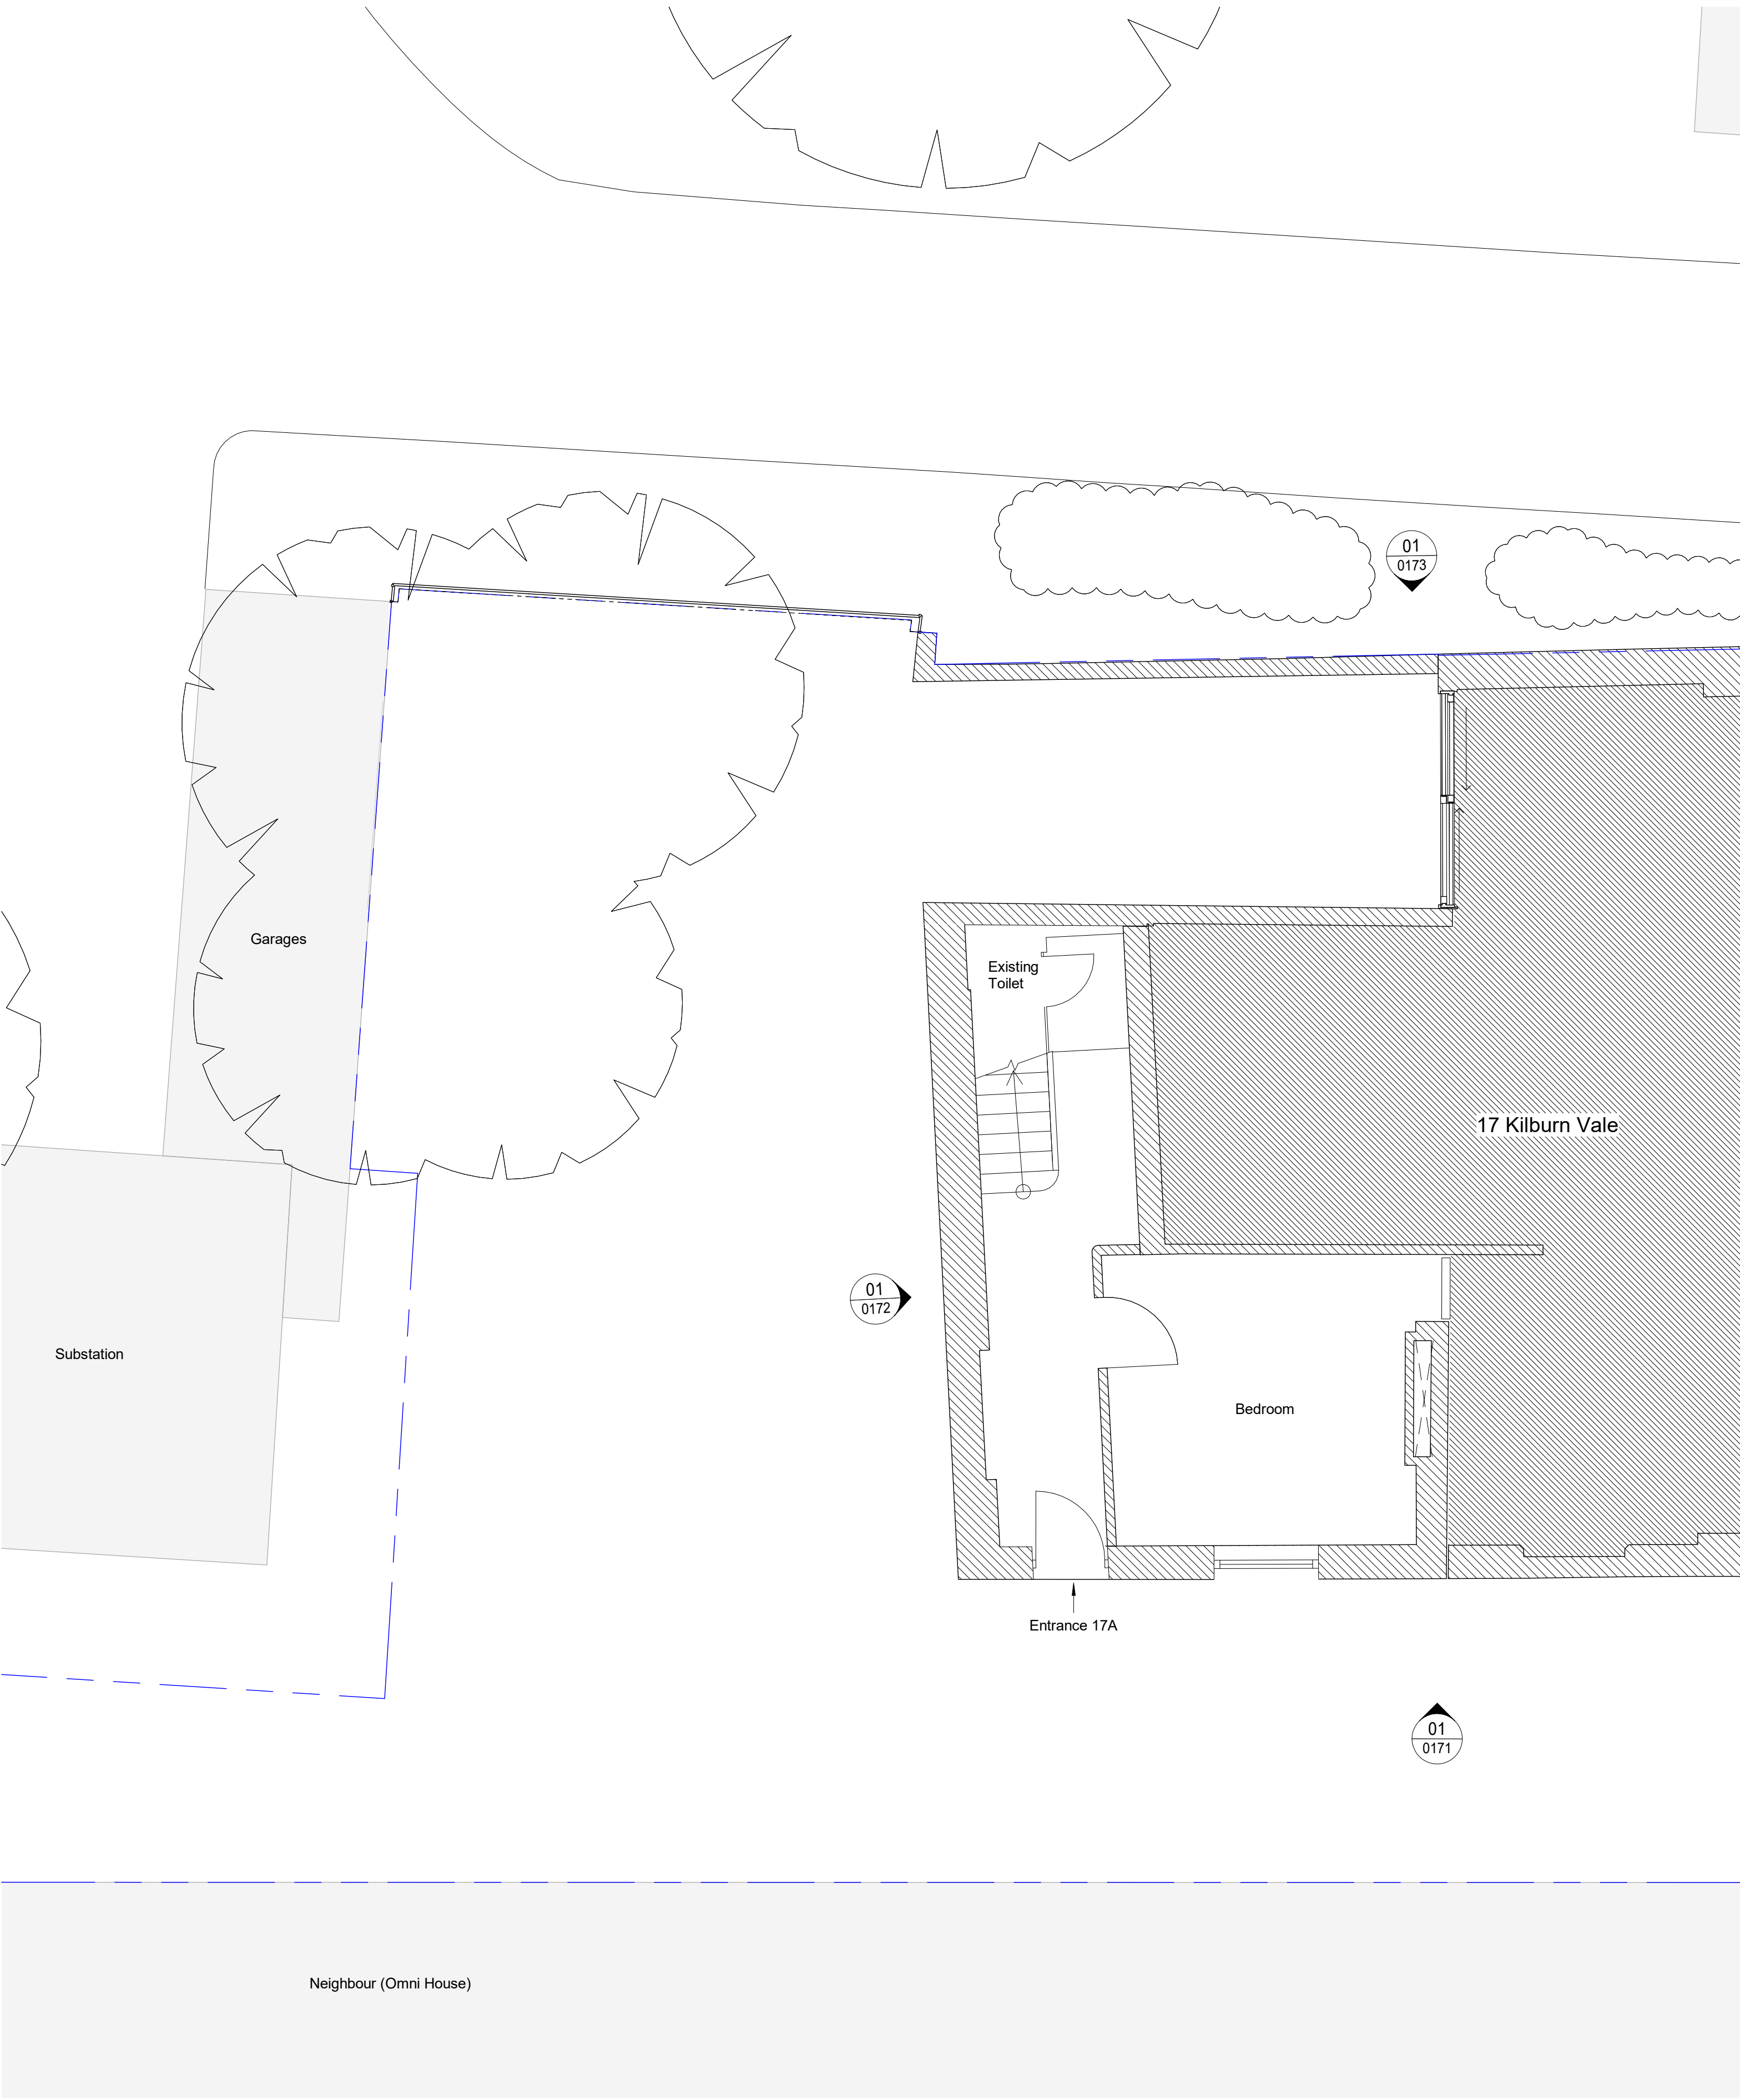 01
0173
Garages
Existing
Toilet
17 Kilburn Vale
01
0172
Substation
Bedroom
Entrance 17A
01
0171
Neighbour (Omni House)